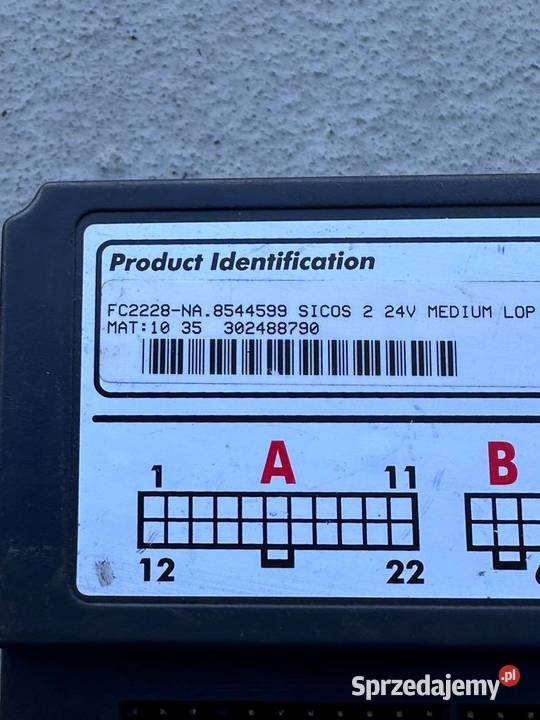 Product Identification
FC2228-NA.8544599 SICOS 2 24V MEDIUM LOP
MAT:10 35 302488790
A B
1 11
12 22
Sprzedajemy.pl